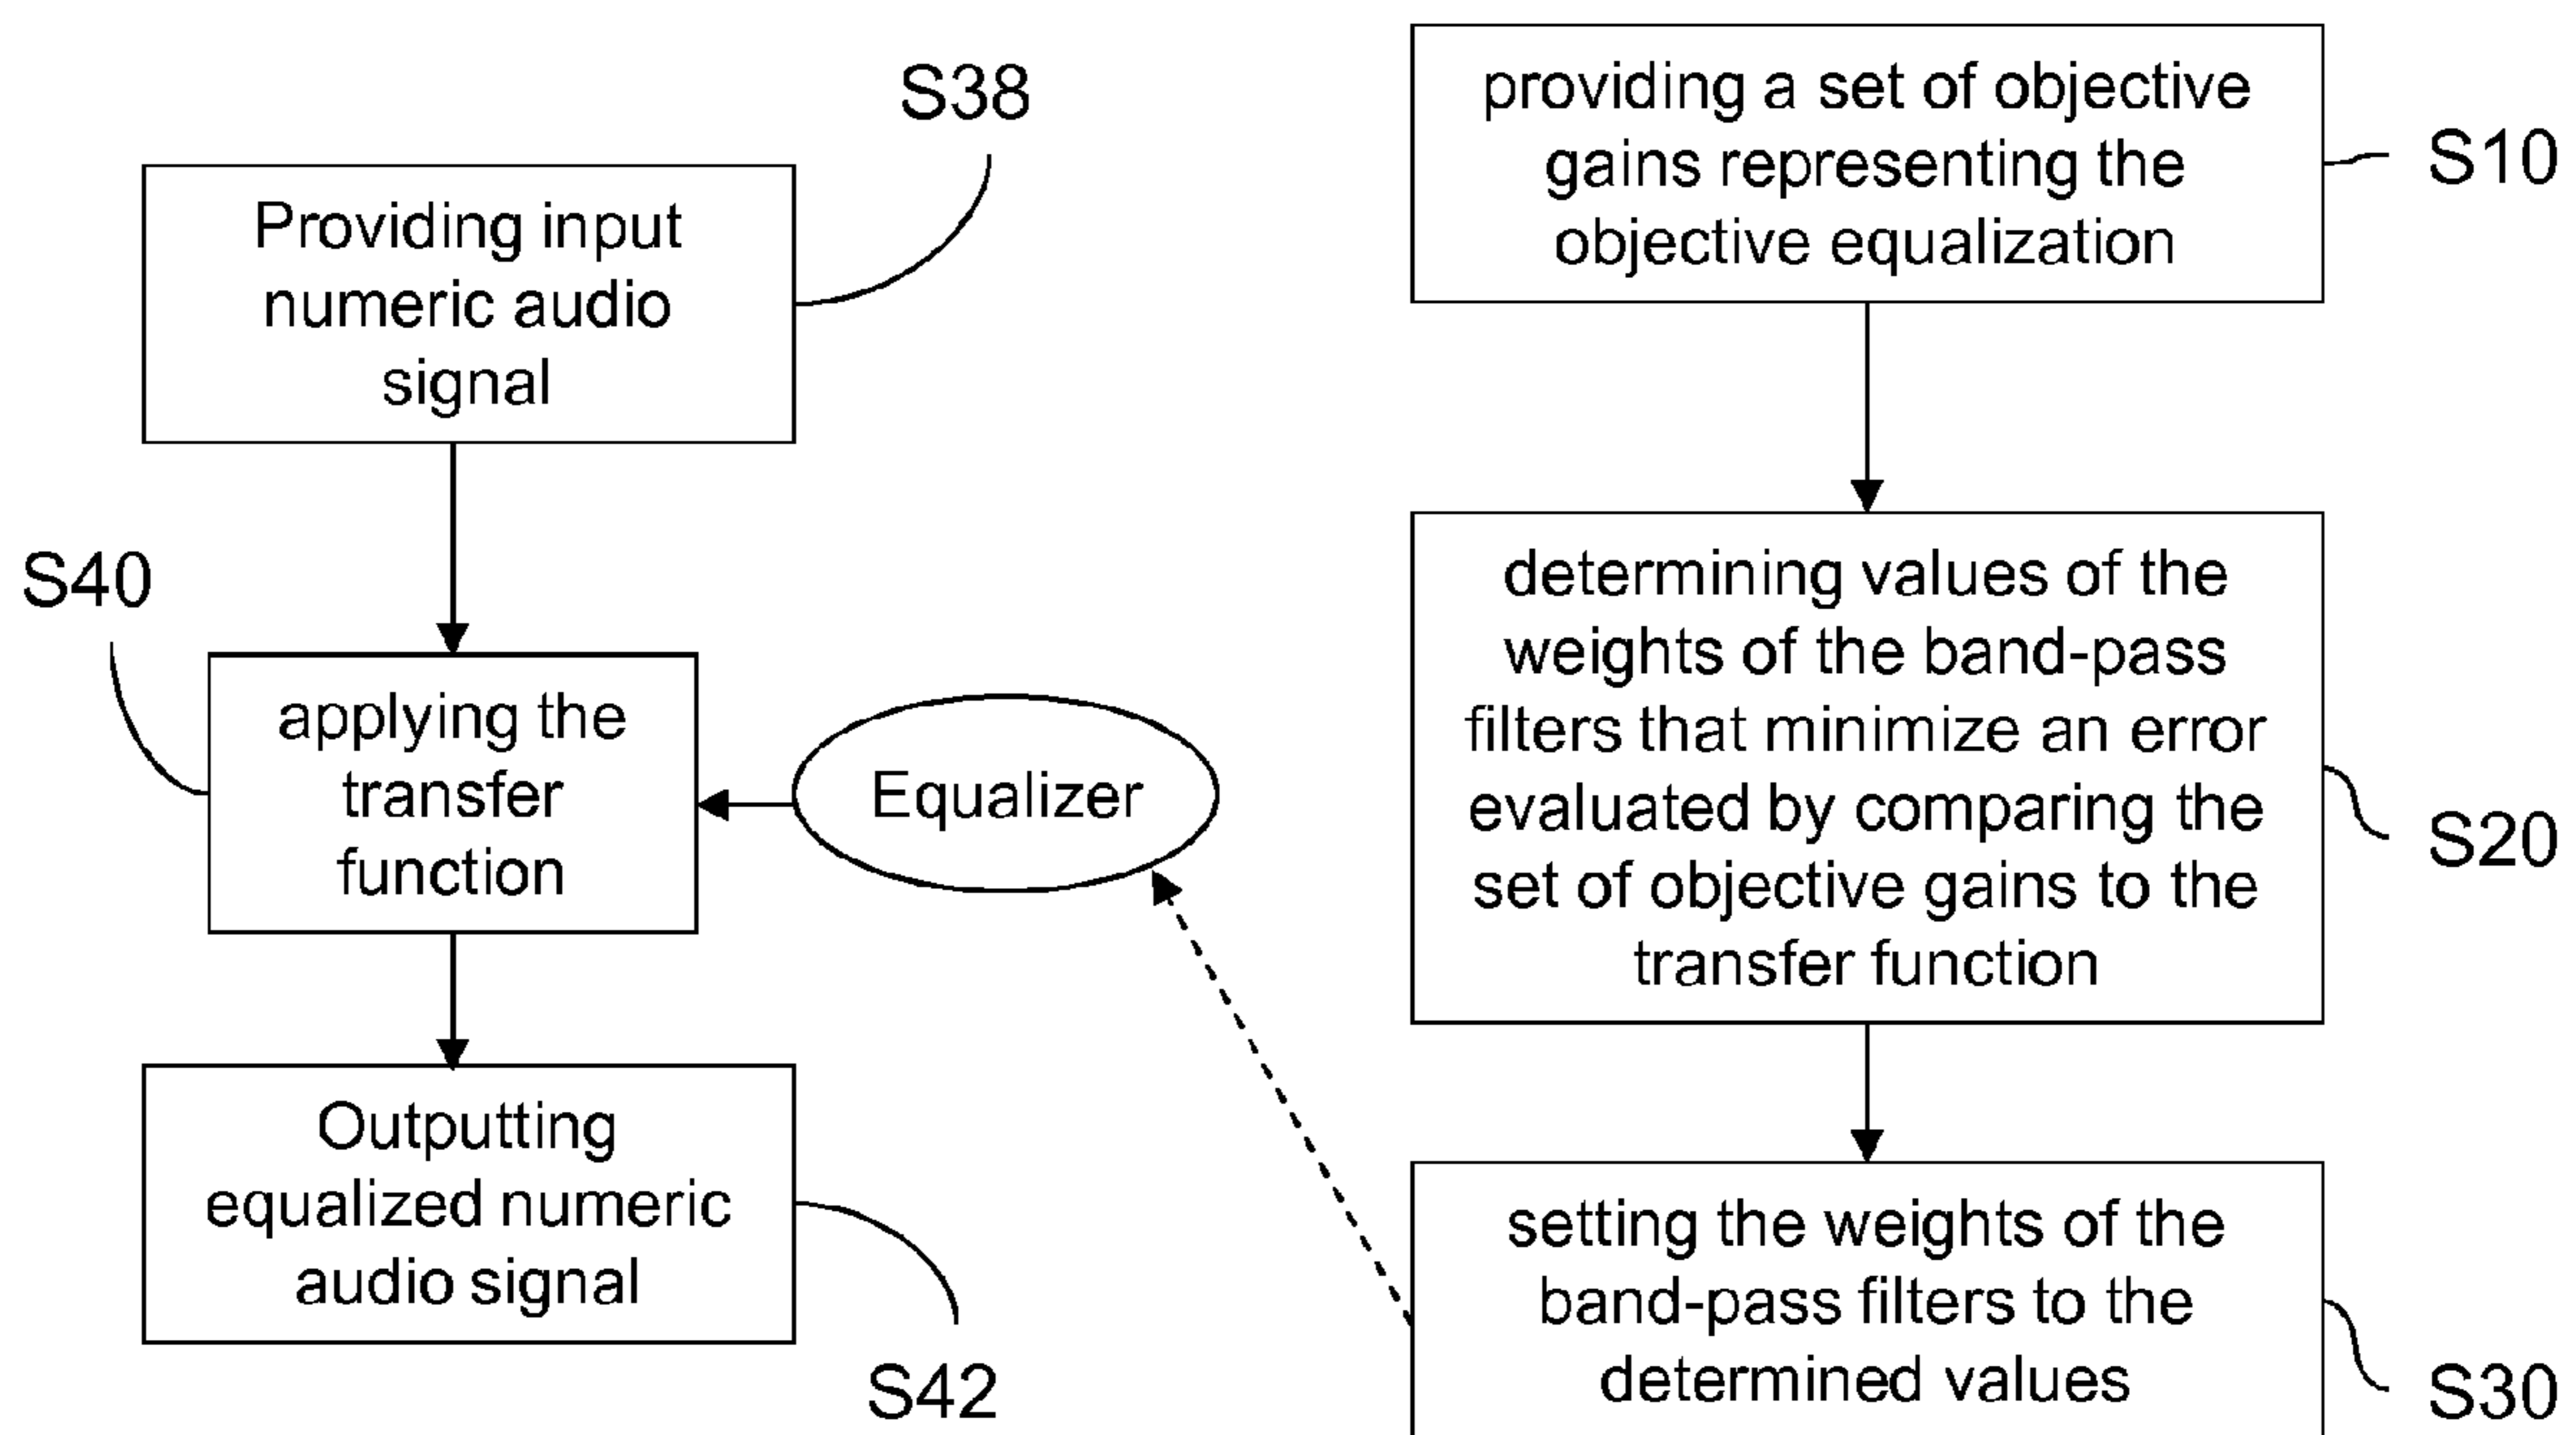 S38
Providing input
numeric audio
signal
S40
applying the
transfer
function
Equalizer
Outputting
equalized numeric
audio signal
S42
providing a set of objective
gains representing the
objective equalization
S10
determining values of the
weights of the band-pass
filters that minimize an error
evaluated by comparing the
set of objective gains to the
transfer function
S20
setting the weights of the
band-pass filters to the
determined values
S30